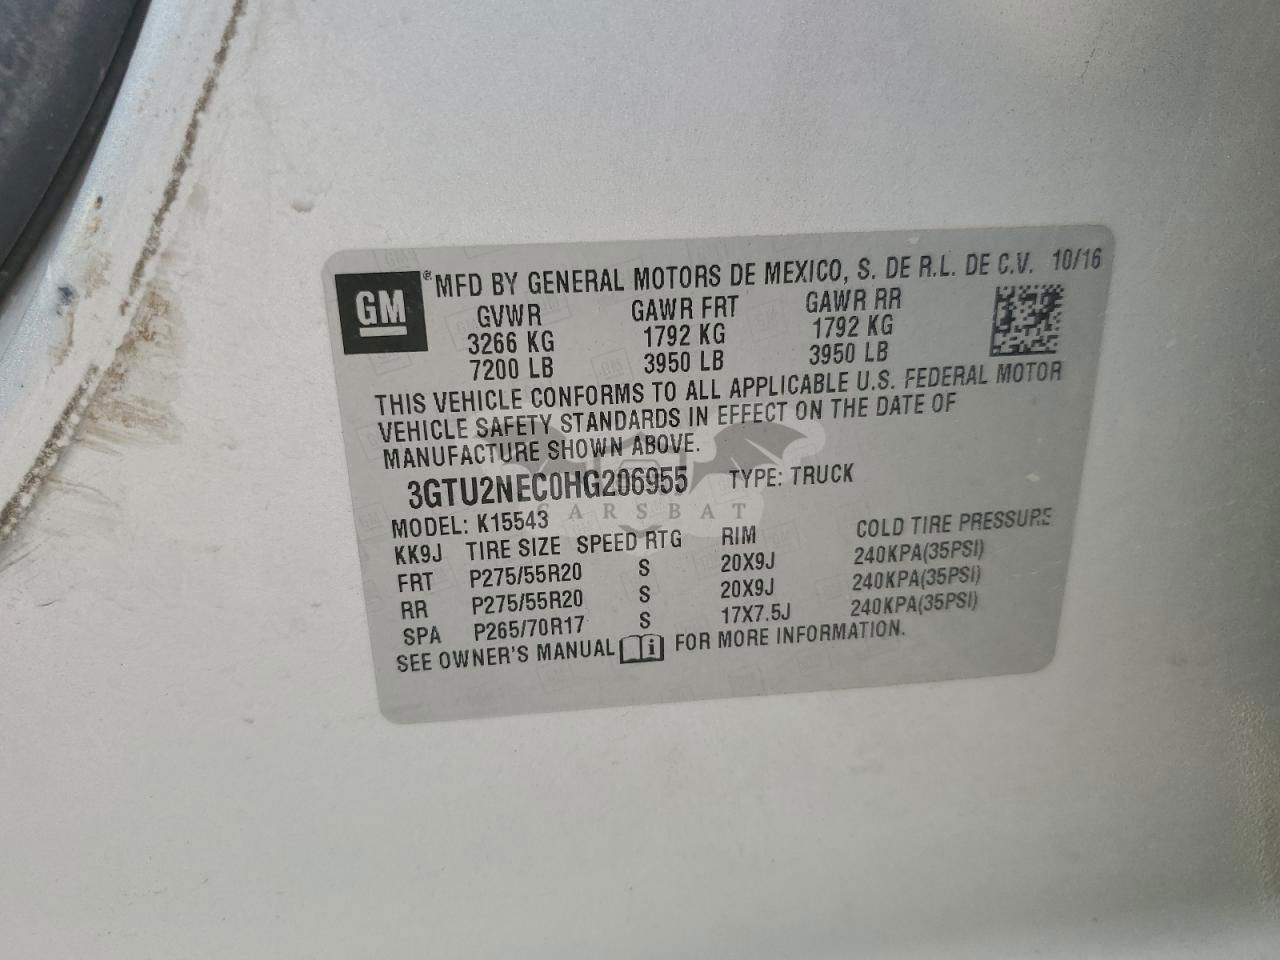 GM
® MFD BY GENERAL MOTORS DE MEXICO, S. DE R.L. DE C.V. 10/16
GVWR GAWR FRT GAWR RR
3266 KG 1792 KG 1792 KG
7200 LB 3950 LB 3950 LB
THIS VEHICLE CONFORMS TO ALL APPLICABLE U.S. FEDERAL MOTOR
VEHICLE SAFETY STANDARDS IN EFFECT ON THE DATE OF
MANUFACTURE SHOWN ABOVE.
3GTU2NEC0HG206955 TYPE: TRUCK
CARSBAT
MODEL: K15543
KK9J TIRE SIZE SPEED RTG RIM COLD TIRE PRESSURE
FRT P275/55R20 S 20X9J 240KPA(35PSI)
RR P275/55R20 S 20X9J 240KPA(35PSI)
SPA P265/70R17 S 17X7.5J 240KPA(35PSI)
SEE OWNER'S MANUAL i FOR MORE INFORMATION.